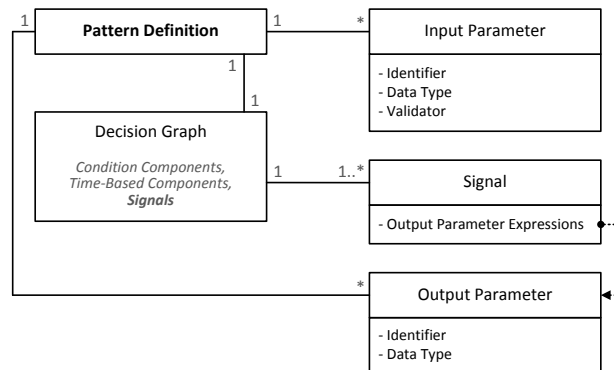 1
Pattern Definition
1
*
Input Parameter
- Identifier
- Data Type
- Validator
1
1
Decision Graph
Condition Components,
Time-Based Components,
Signals
1
1..*
Signal
- Output Parameter Expressions
*
Output Parameter
- Identifier
- Data Type